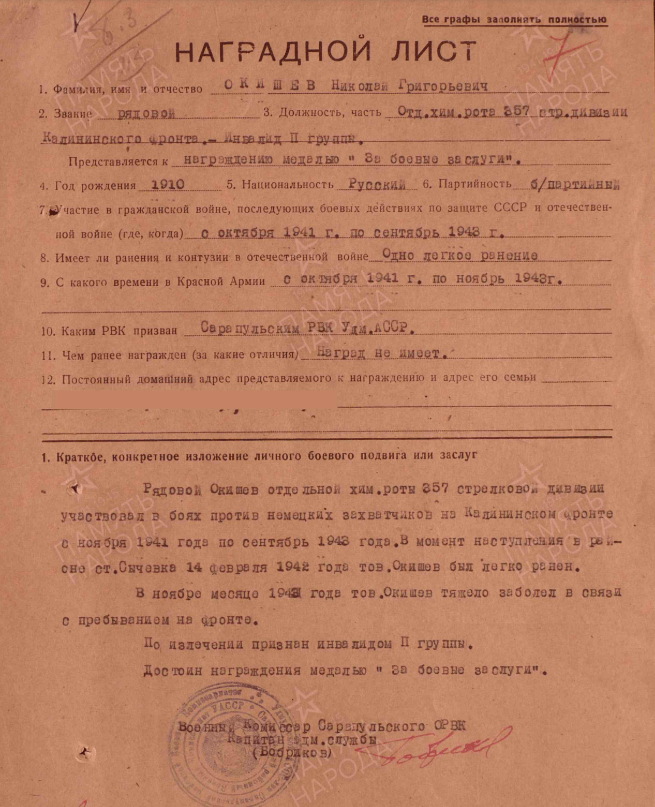 Все графы заполнять полностью
НАГРАДНОЙ ЛИСТ
7
1. Фамилия, имя и отчество ОКИШЕВ Николай Григорьевич
2. Звание рядовой 3. Должность, часть Отд.хим.рота 357 стр.дивизии
Калининского фронта.- Инвалид II группы.
Представляется к награждению медалью " За боевые заслуги".
4. Год рождения 1910 5. Национальность Русский 6. Партийность б/партийный
7. Участие в гражданской войне, последующих боевых действиях по защите СССР и отечествен-
ной войне (где, когда) с октября 1941 г. по сентябрь 1943 г.
8. Имеет ли ранения и контузии в отечественной войне Одно легкое ранение
9. С какого времени в Красной Армии с октября 1941 г. по ноябрь 1943г.
10. Каким РВК призван Сарапульским РВК Удм.АССР.
11. Чем ранее награжден (за какие отличия) Наград не имеет.
12. Постоянный домашний адрес представляемого к награждению и адрес его семьи
1. Краткое, конкретное изложение личного боевого подвига или заслуг
Рядовой Окишев отдельной хим.роты 357 стрелковой дивизии
участвовал в боях против немецких захватчиков на Калининском фронте
с ноября 1941 года по сентябрь 1943 года.В момент наступления в рай-
оне ст.Сычевка 14 февраля 1942 года тов.Окишев был легко ранен.
В ноябре месяце года тов.Окишев тяжело заболел в связи
с пребыванием на фронте.
По излечении признан инвалидом II группы.
Достоин награждения медалью " За боевые заслуги".
Военный Комиссар Сарапульского ОРВК
Капитан адм.службы
(Бобриков)
ПАМЯТЬ НАРОДА